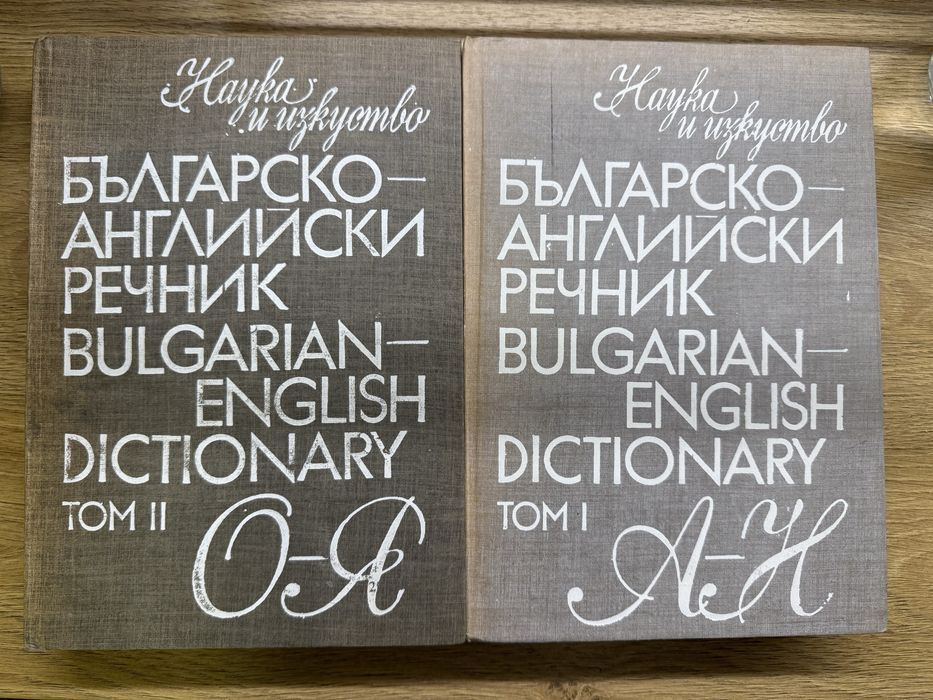 Наука
и изкуство
БЪЛГАРСКО—
АНГЛИЙСКИ
РЕЧНИК
BULGARIAN—
ENGLISH
DICTIONARY
ТОМ II
О—Я
Наука
и изкуство
БЪЛГАРСКО—
АНГЛИЙСКИ
РЕЧНИК
BULGARIAN—
ENGLISH
DICTIONARY
ТОМ I
А—Н